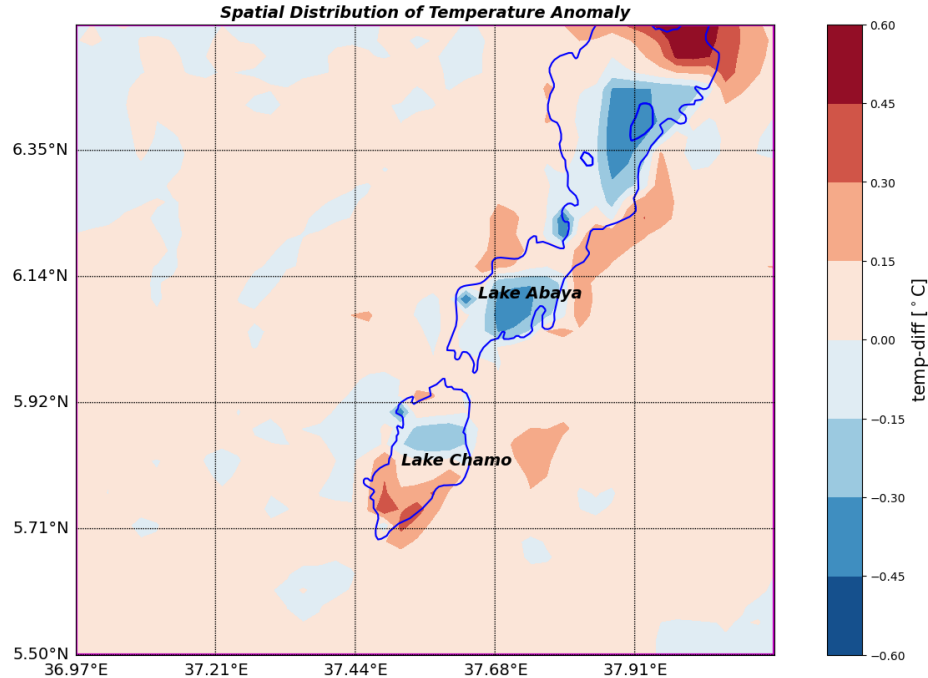 Spatial Distribution of Temperature Anomaly
6.35°N
6.14°N
5.92°N
5.71°N
5.50°N
36.97°E
37.21°E
37.44°E
37.68°E
37.91°E
Lake Abaya
Lake Chamo
0.60
0.45
0.30
0.15
0.00
−0.15
−0.30
−0.45
−0.60
temp-diff [ °C]